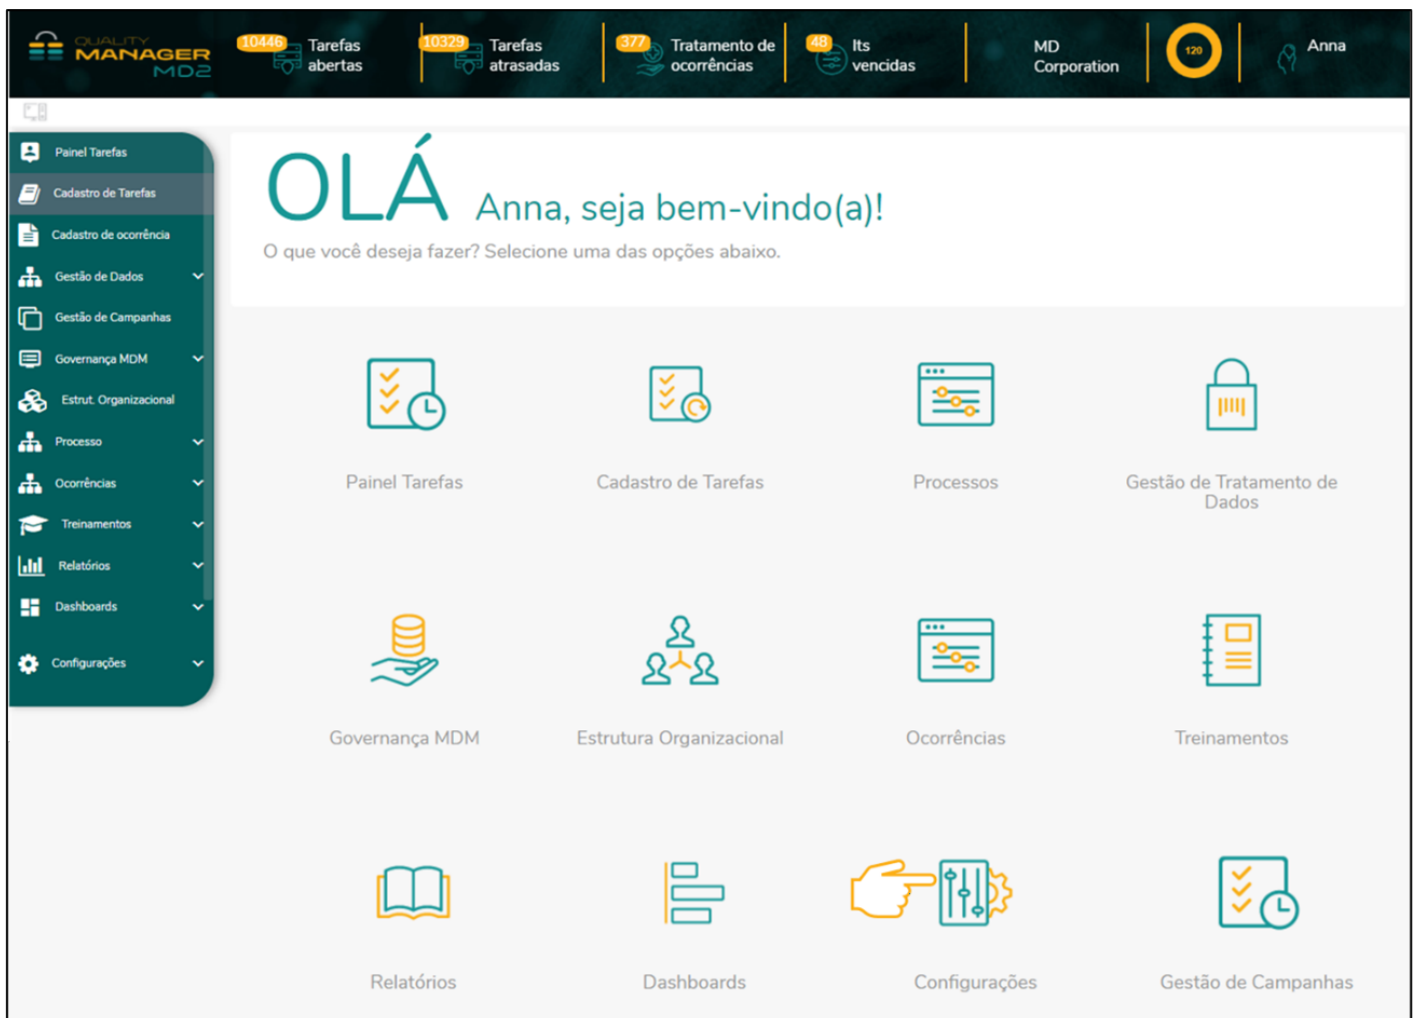 QUALITY
MANAGER
MD2
10446
Tarefas
abertas
10329
Tarefas
atrasadas
377
Tratamento de
ocorrências
48
Its
vencidas
MD
Corporation
120
Anna
Painel Tarefas
Cadastro de Tarefas
Cadastro de ocorrência
Gestão de Dados
Gestão de Campanhas
Governança MDM
Estrut. Organizacional
Processo
Ocorrências
Treinamentos
Relatórios
Dashboards
Configurações
OLÁ Anna, seja bem-vindo(a)!
O que você deseja fazer? Selecione uma das opções abaixo.
Painel Tarefas
Cadastro de Tarefas
Processos
Gestão de Tratamento de
Dados
Governança MDM
Estrutura Organizacional
Ocorrências
Treinamentos
Relatórios
Dashboards
Configurações
Gestão de Campanhas